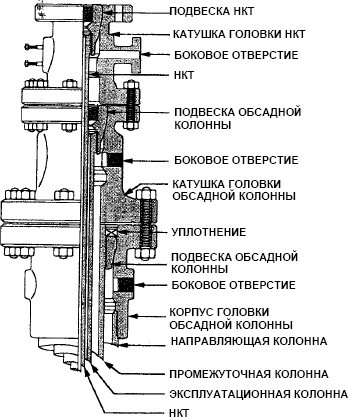 ПОДВЕСКА НКТ
КАТУШКА ГОЛОВКИ НКТ
БОКОВОЕ ОТВЕРСТИЕ
НКТ
ПОДВЕСКА ОБСАДНОЙ
КОЛОННЫ
БОКОВОЕ ОТВЕРСТИЕ
КАТУШКА ГОЛОВКИ
ОБСАДНОЙ КОЛОННЫ
УПЛОТНЕНИЕ
ПОДВЕСКА ОБСАДНОЙ
КОЛОННЫ
БОКОВОЕ ОТВЕРСТИЕ
КОРПУС ГОЛОВКИ
ОБСАДНОЙ КОЛОННЫ
НАПРАВЛЯЮЩАЯ КОЛОННА
ПРОМЕЖУТОЧНАЯ КОЛОННА
ЭКСПЛУАТАЦИОННАЯ КОЛОННА
НКТ